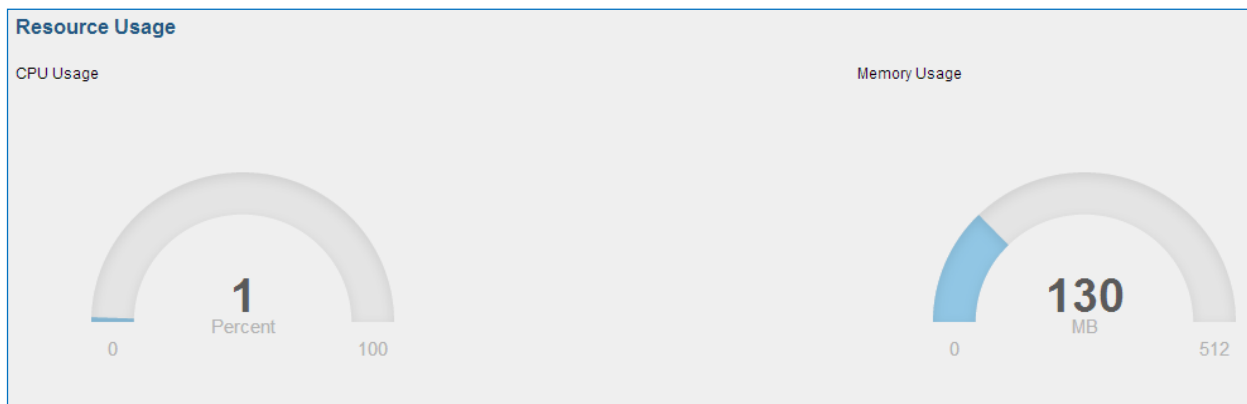 Resource Usage
CPU Usage
1
Percent
0
100
Memory Usage
130
MB
0
512